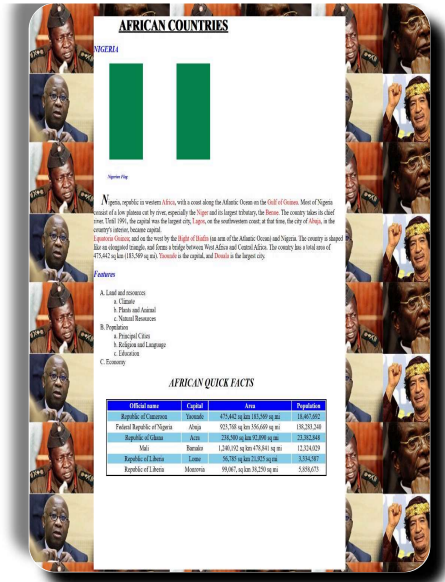 AFRICAN COUNTRIES
NIGERIA
Nigerian Flag
Nigeria, republic in western Africa, with a coast along the Atlantic Ocean on the Gulf of Guinea. Most of Nigeria
consist of a low plateau cut by river, especially the Niger and its largest tributary, the Benue. The country takes its chief
river. Until 1991, the capital was the largest city, Lagos, on the southwestern coast; at that time, the city of Abuja, in the
country's interior, became capital.
Equatoria Guinea; and on the west by the Bight of Biafra (an arm of the Atlantic Ocean) and Nigeria. The country is shaped
like an elongated triangle, and forms a bridge between West Africa and Central Africa. The country has a total area of
475,442 sq km (183,569 sq mi). Yaounde is the capital, and Douala is the largest city.
Features
A. Land and resources
a. Climate
b. Plants and Animal
c. Natural Resources
B. Population
a. Principal Cities
b. Religion and Language
c. Education
C. Economy
AFRICAN QUICK FACTS
Official name Capital Area Population
Republic of Cameroon Yaounde 475,442 sq km 183,569 sq mi 18,467,692
Federal Republic of Nigeria Abuja 923,768 sq km 356,669 sq mi 138,283,240
Republic of Ghana Acra 238,500 sq km 92,090 sq mi 23,382,848
Mali Bamako 1,240,192 sq km 478,841 sq mi 12,324,029
Republic of Liberia Lome 56,785 sq km 21,925 sq mi
Republic of Liberia Monrovia 99,067, sq km 38,250 sq mi